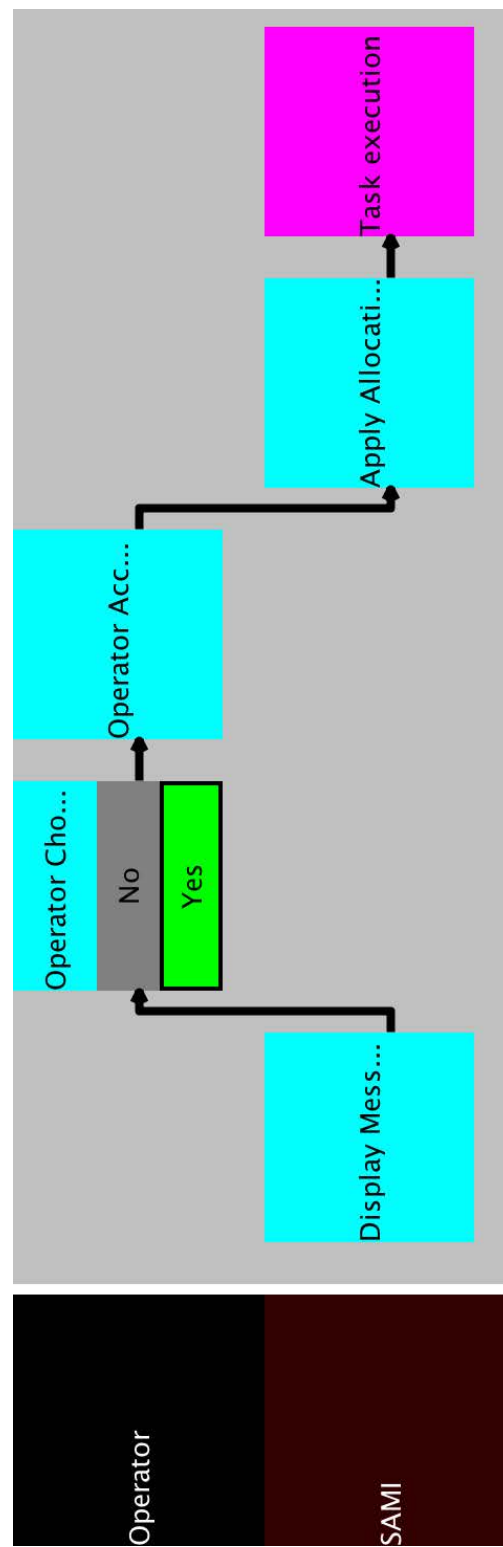 Operator
Operator Cho...
No
Yes
Operator Acc...
SAMI
Display Mess...
Apply Allocati...
Task execution